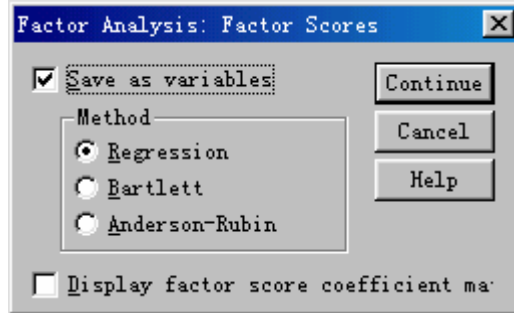 Factor Analysis: Factor Scores
Save as variables
Continue
Method
Cancel
Regression
Help
Bartlett
Anderson-Rubin
Display factor score coefficient ma